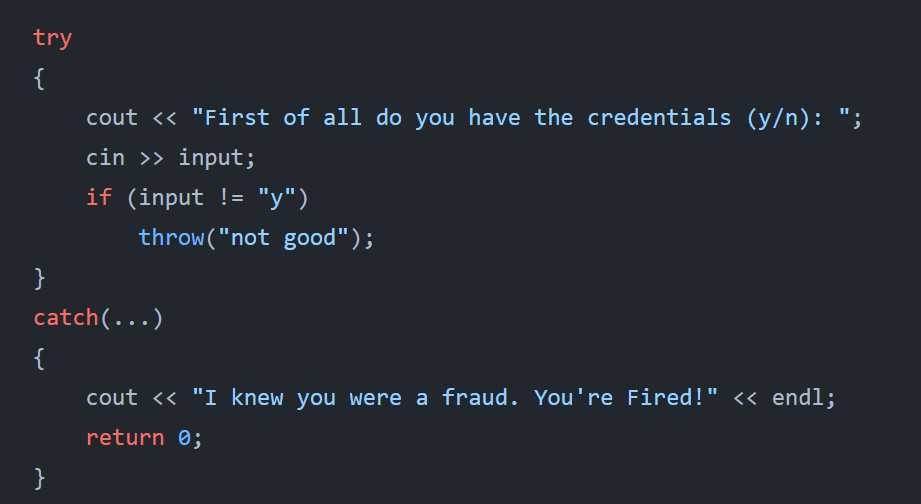 try
{
    cout << "First of all do you have the credentials (y/n): ";
    cin >> input;
    if (input != "y")
        throw("not good");
}
catch(...)
{
    cout << "I knew you were a fraud. You're Fired!" << endl;
    return 0;
}